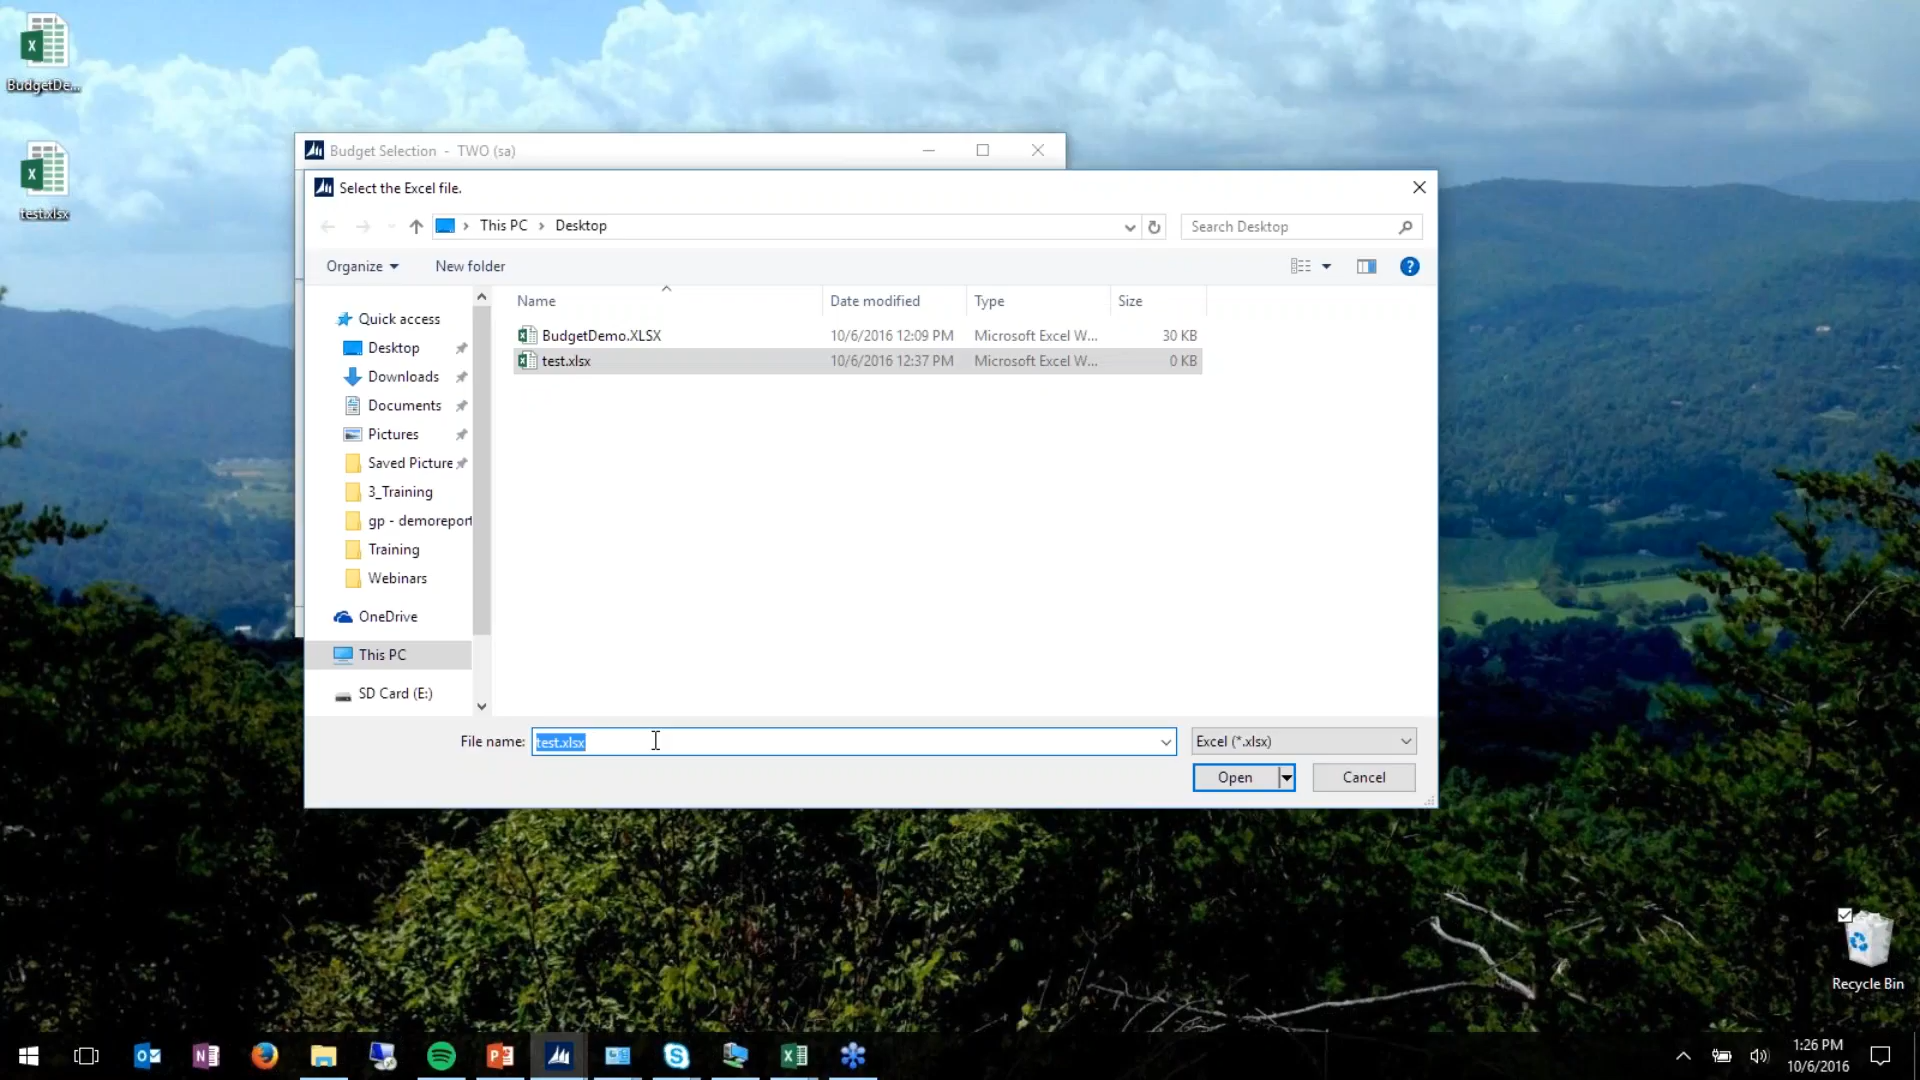 BudgetDe...
test.xlsx
Budget Selection - TWO (sa)
Select the Excel file.
This PC > Desktop
Search Desktop
Organize
New folder
Name
Date modified
Type
Size
Quick access
Desktop
Downloads
Documents
Pictures
Saved Picture
3_Training
gp - demoreport
Training
Webinars
OneDrive
This PC
SD Card (E:)
BudgetDemo.XLSX 10/6/2016 12:09 PM Microsoft Excel W... 30 KB
test.xlsx 10/6/2016 12:37 PM Microsoft Excel W... 0 KB
File name: test.xlsx
Excel (*.xlsx)
Open
Cancel
Recycle Bin
1:26 PM
10/6/2016